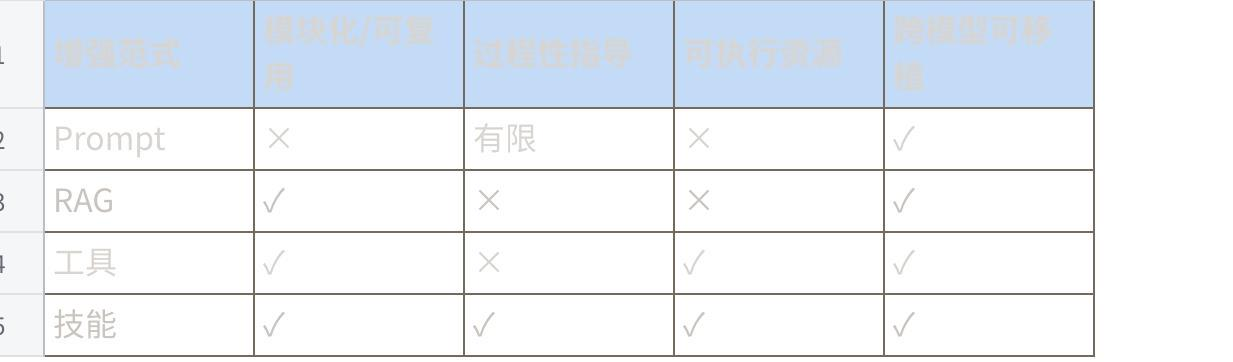 1 增强范式 模块化/可复用 过程性指导 可执行资源 跨模型可移植
2 Prompt × 有限 × ✓
3 RAG ✓ × × ✓
4 工具 ✓ × ✓ ✓
5 技能 ✓ ✓ ✓ ✓